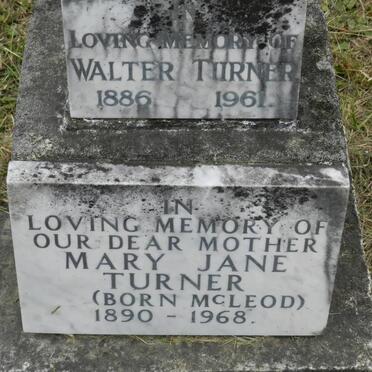 IN
LOVING MEMORY OF
WALTER TURNER
1886 1961.
IN
LOVING MEMORY OF
OUR DEAR MOTHER
MARY JANE
TURNER
(BORN McLEOD)
1890 - 1968.